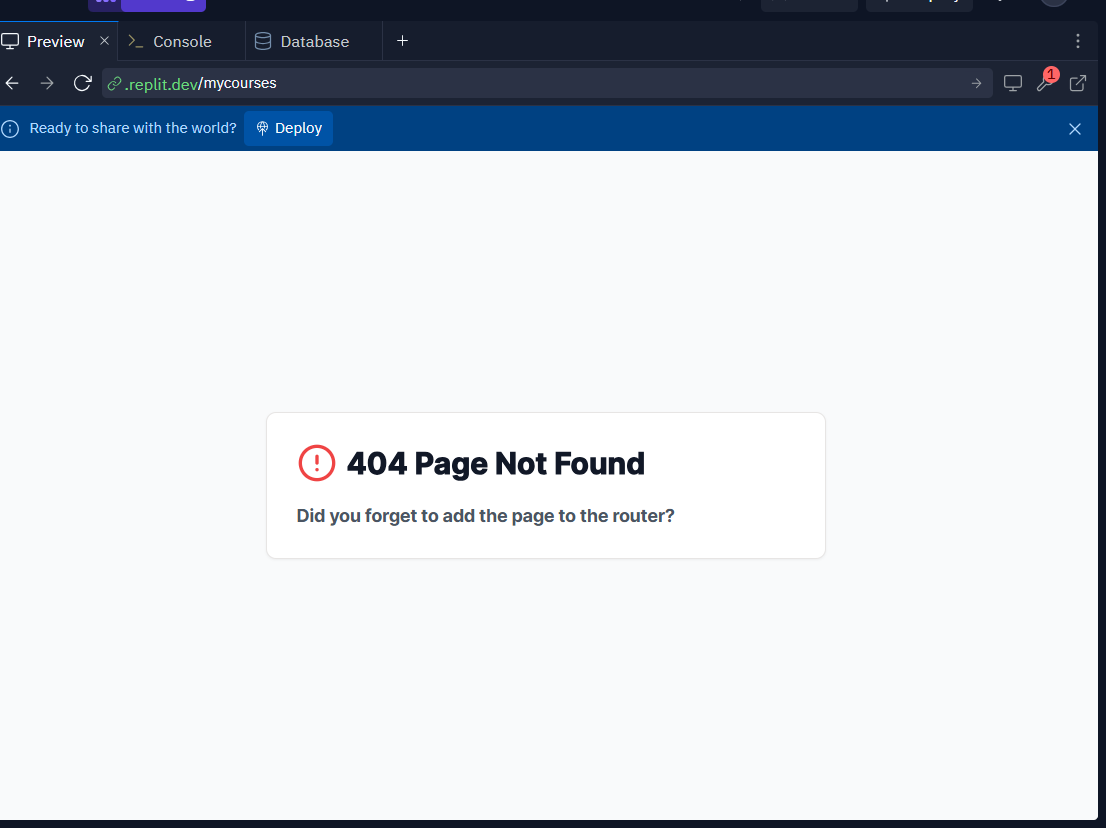 Preview
Console
Database
.replit.dev/mycourses
1
Ready to share with the world?
Deploy
404 Page Not Found
Did you forget to add the page to the router?